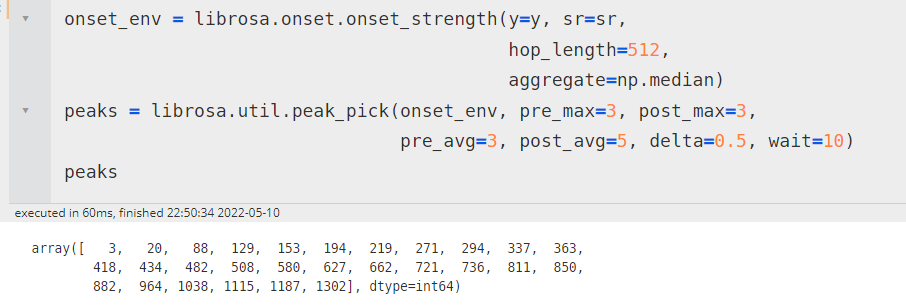 onset_env = librosa.onset.onset_strength(y=y, sr=sr,
hop_length=512,
aggregate=np.median)
peaks = librosa.util.peak_pick(onset_env, pre_max=3, post_max=3,
pre_avg=3, post_avg=5, delta=0.5, wait=10)
peaks
executed in 60ms, finished 22:50:34 2022-05-10
array([   3,   20,   88,  129,  153,  194,  219,  271,  294,  337,  363,
418,  434,  482,  508,  580,  627,  662,  721,  736,  811,  850,
882,  964, 1038, 1115, 1187, 1302], dtype=int64)